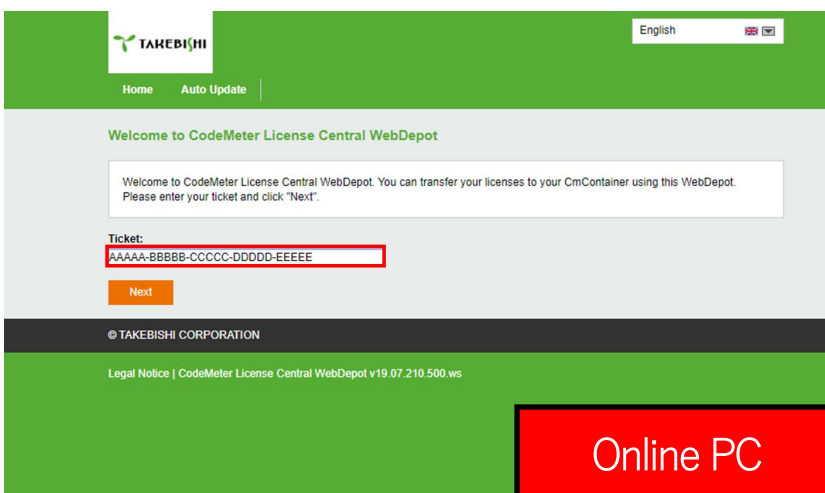 TAKEBISHI
English
Home Auto Update
Welcome to CodeMeter License Central WebDepot
Welcome to CodeMeter License Central WebDepot. You can transfer your licenses to your CmContainer using this WebDepot.
Please enter your ticket and click "Next".
Ticket:
AAAAA-BBBBB-CCCCC-DDDDD-EEEEE
Next
© TAKEBISHI CORPORATION
Legal Notice | CodeMeter License Central WebDepot v19.07.210.500.ws
Online PC